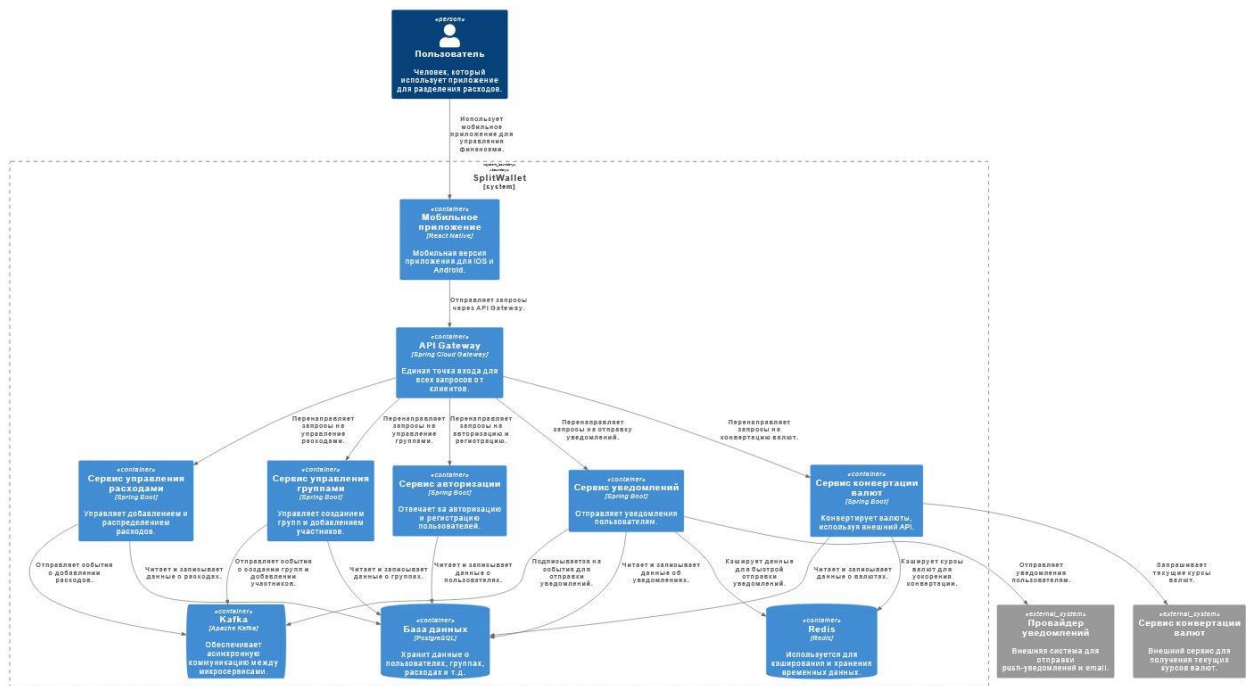 «person»
Пользователь
Человек, который
использует приложение
для разделения расходов.
Использует
мобильное
приложение для
управления
финансами.
SplitWallet
[system]
«container»
Мобильное
приложение
[React Native]
Мобильная версия
приложения для iOS и
Android.
Отправляет запросы
через API Gateway.
«container»
API Gateway
[Spring Cloud Gateway]
Единая точка входа для
всех запросов от
клиентов.
Перенаправляет
запросы на
управление
расходами.
Перенаправляет
запросы на
управление
группами.
Перенаправляет
запросы на
авторизацию и
регистрацию.
Перенаправляет
запросы на отправку
уведомлений.
Перенаправляет
запросы на
конвертацию валют.
«container»
Сервис управления
расходами
[Spring Boot]
Управляет добавлением и
распределением
расходов.
«container»
Сервис управления
группами
[Spring Boot]
Управляет созданием
групп и добавлением
участников.
«container»
Сервис авторизации
[Spring Boot]
Отвечает за авторизацию
и регистрацию
пользователей.
«container»
Сервис уведомлений
[Spring Boot]
Отправляет уведомления
пользователям.
«container»
Сервис конвертации
валют
[Spring Boot]
Конвертирует валюты,
используя внешний API.
Отправляет события
о добавлении
расходов.
Читает и записывает
данные о расходах.
Отправляет события
о создании групп и
добавлении
участников.
Читает и записывает
данные о группах.
Читает и записывает
данные о
пользователях.
Подписывается на
события для
отправки
уведомлений.
Читает и записывает
данные об
уведомлениях.
Кэширует данные
для быстрой
отправки
уведомлений.
Читает и записывает
данные о валютах.
Кэширует курсы
валют для
ускорения
конвертации.
Отправляет
уведомления
пользователям.
Запрашивает
текущие курсы
валют.
«container»
Kafka
[Apache Kafka]
Обеспечивает
асинхронную
коммуникацию между
микросервисами.
«container»
База данных
[PostgreSQL]
Хранит данные о
пользователях, группах,
расходах и т.д.
«container»
Redis
[Redis]
Используется для
кэширования и хранения
временных данных.
«external_system»
Провайдер
уведомлений
Внешняя система для
отправки
push-уведомлений и email.
«external_system»
Сервис конвертации
валют
Внешний сервис для
получения текущих
курсов валют.